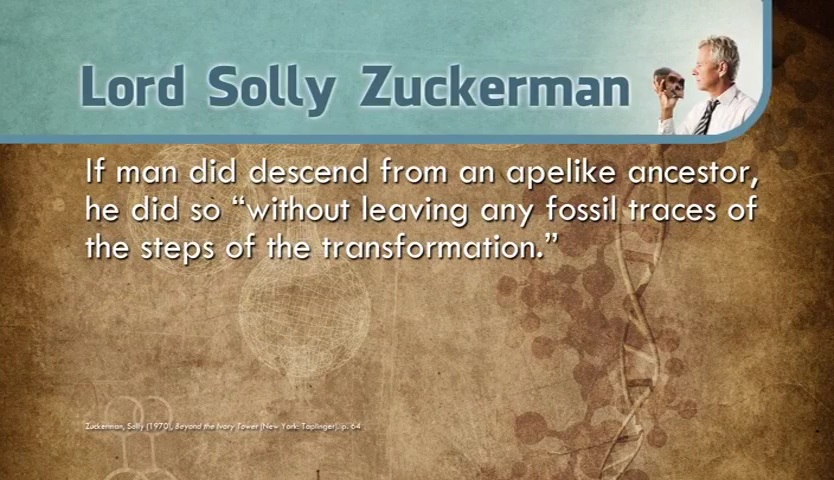 Lord Solly Zuckerman
If man did descend from an apelike ancestor,
he did so “without leaving any fossil traces of
the steps of the transformation.”
Zuckerman, Solly (1970), Beyond the Ivory Tower (New York: Taplinger), p. 64